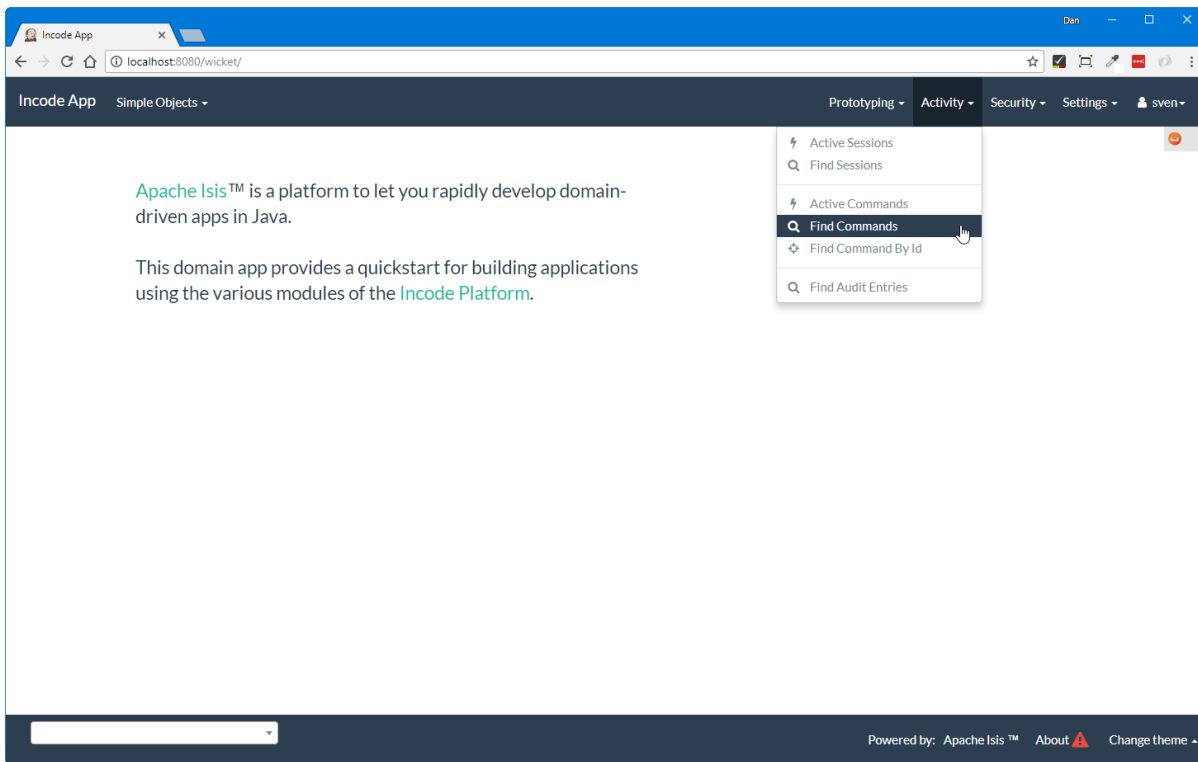 Dan
Incode App
localhost:8080/wicket/
Incode App Simple Objects Prototyping Activity Security Settings sven
Active Sessions
Find Sessions
Active Commands
Find Commands
Find Command By Id
Find Audit Entries
Apache Isis™ is a platform to let you rapidly develop domain-
driven apps in Java.
This domain app provides a quickstart for building applications
using the various modules of the Incode Platform.
Powered by: Apache Isis ™ About Change theme